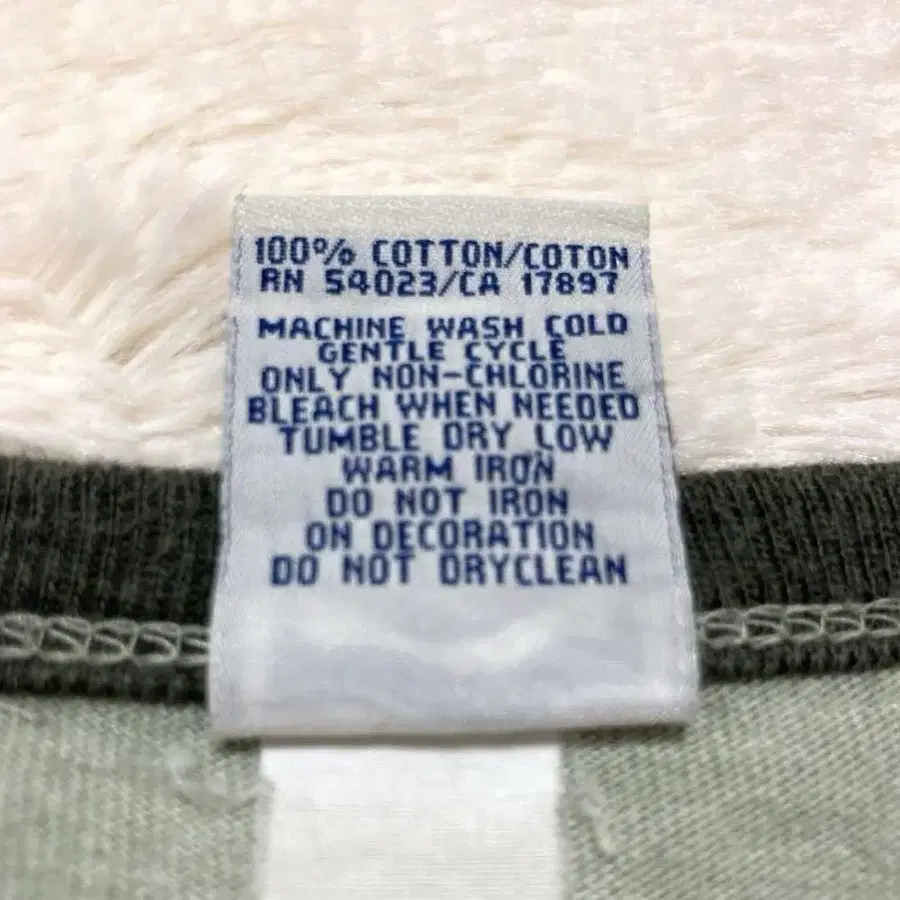 100% COTTON/COTON
RN 54023/CA 17897
MACHINE WASH COLD
GENTLE CYCLE
ONLY NON-CHLORINE
BLEACH WHEN NEEDED
TUMBLE DRY LOW
WARM IRON
DO NOT IRON
ON DECORATION
DO NOT DRYCLEAN